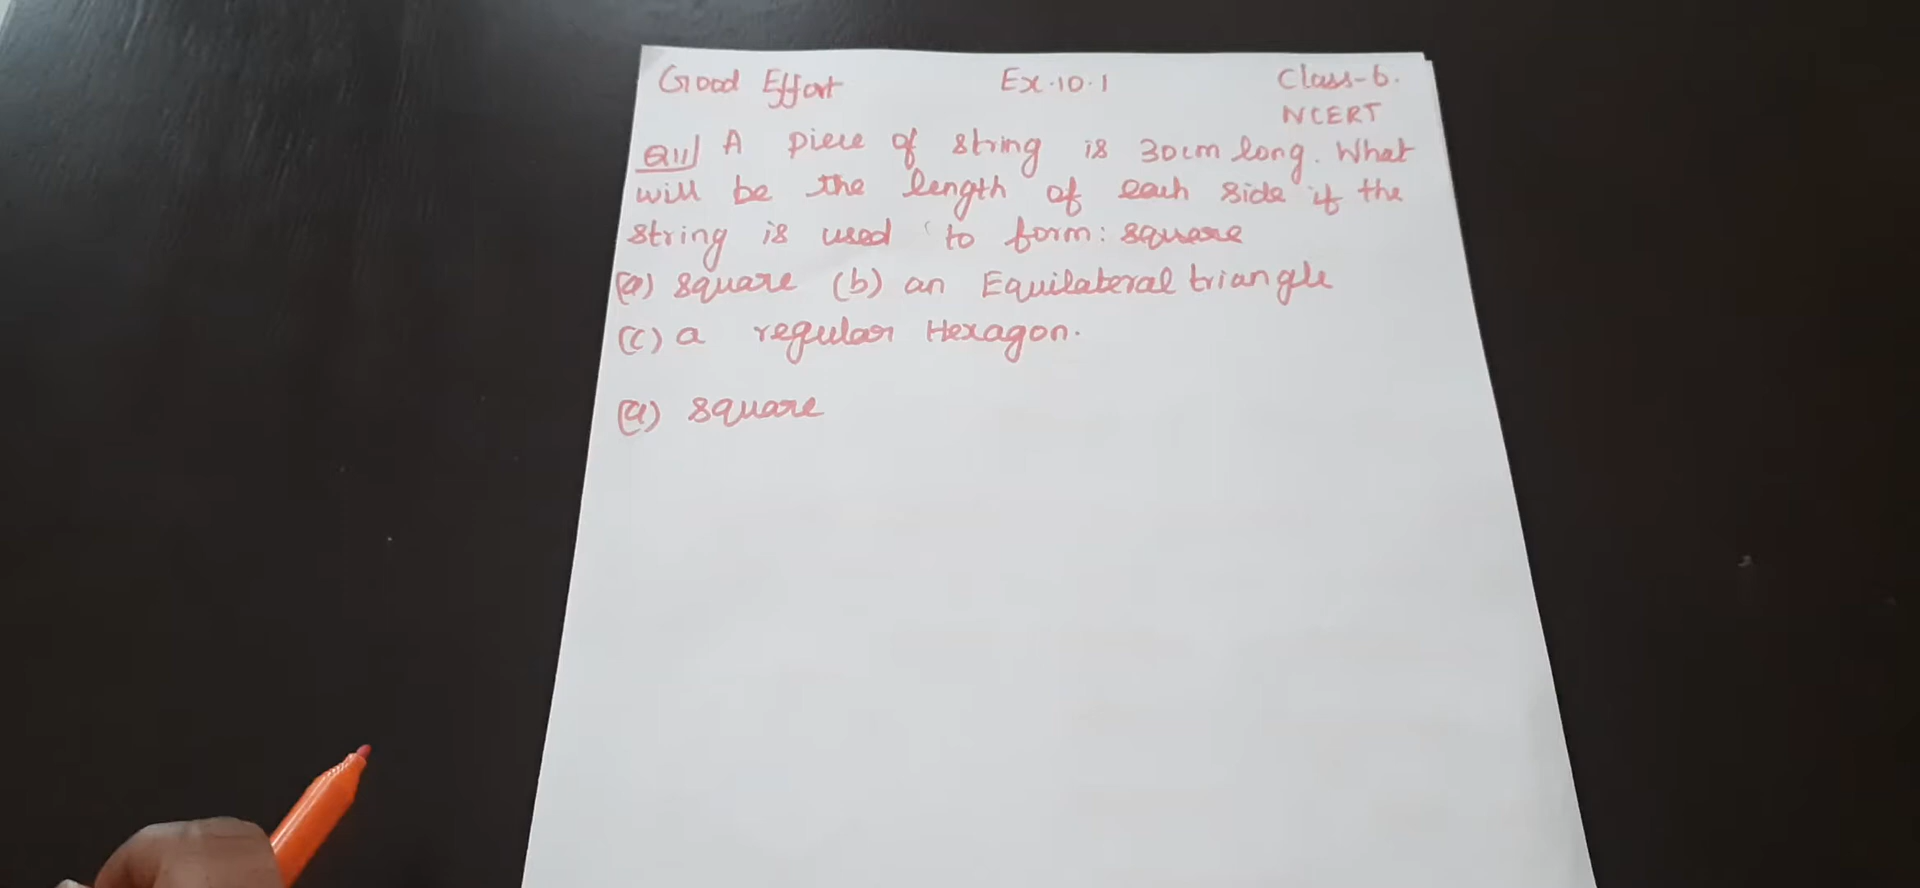 Good Effort Ex.10.1 Class-6.
NCERT
Q11) A piece of string is 30cm long. What
will be the length of each side if the
string is used to form: square
(a) square (b) an Equilateral triangle
(c) a regular Hexagon.
(a) square